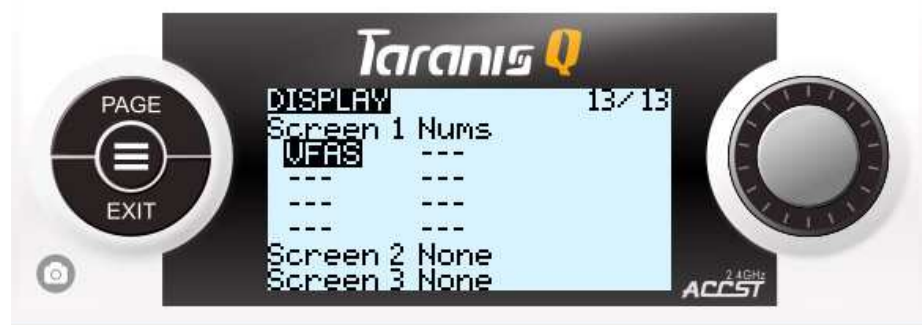 Taranis Q
PAGE
EXIT
DISPLAY 13/13
Screen 1 Nums
VFAS ---
--- ---
--- ---
--- ---
Screen 2 None
Screen 3 None
2.4GHz
ACCST